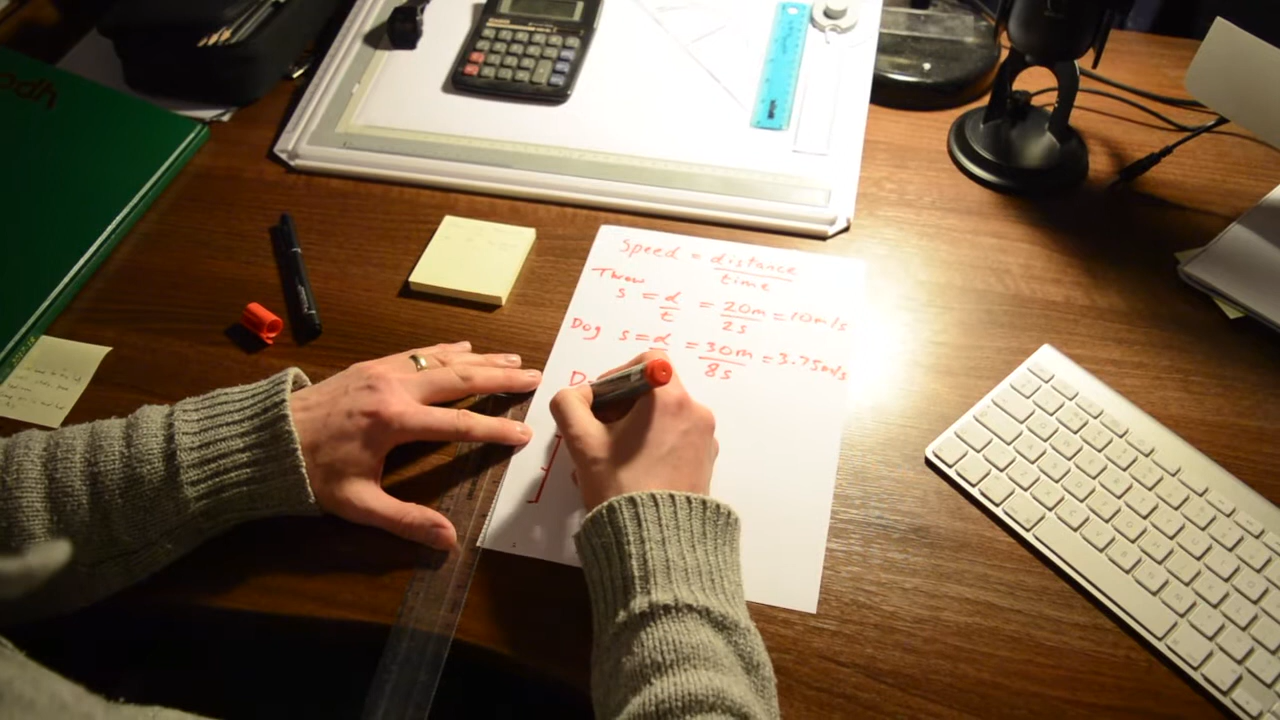 Speed = distance
time
Throw
s = d = 20m = 10m/s
t 2s
Dog s = d = 30m = 3.75m/s
8s
D